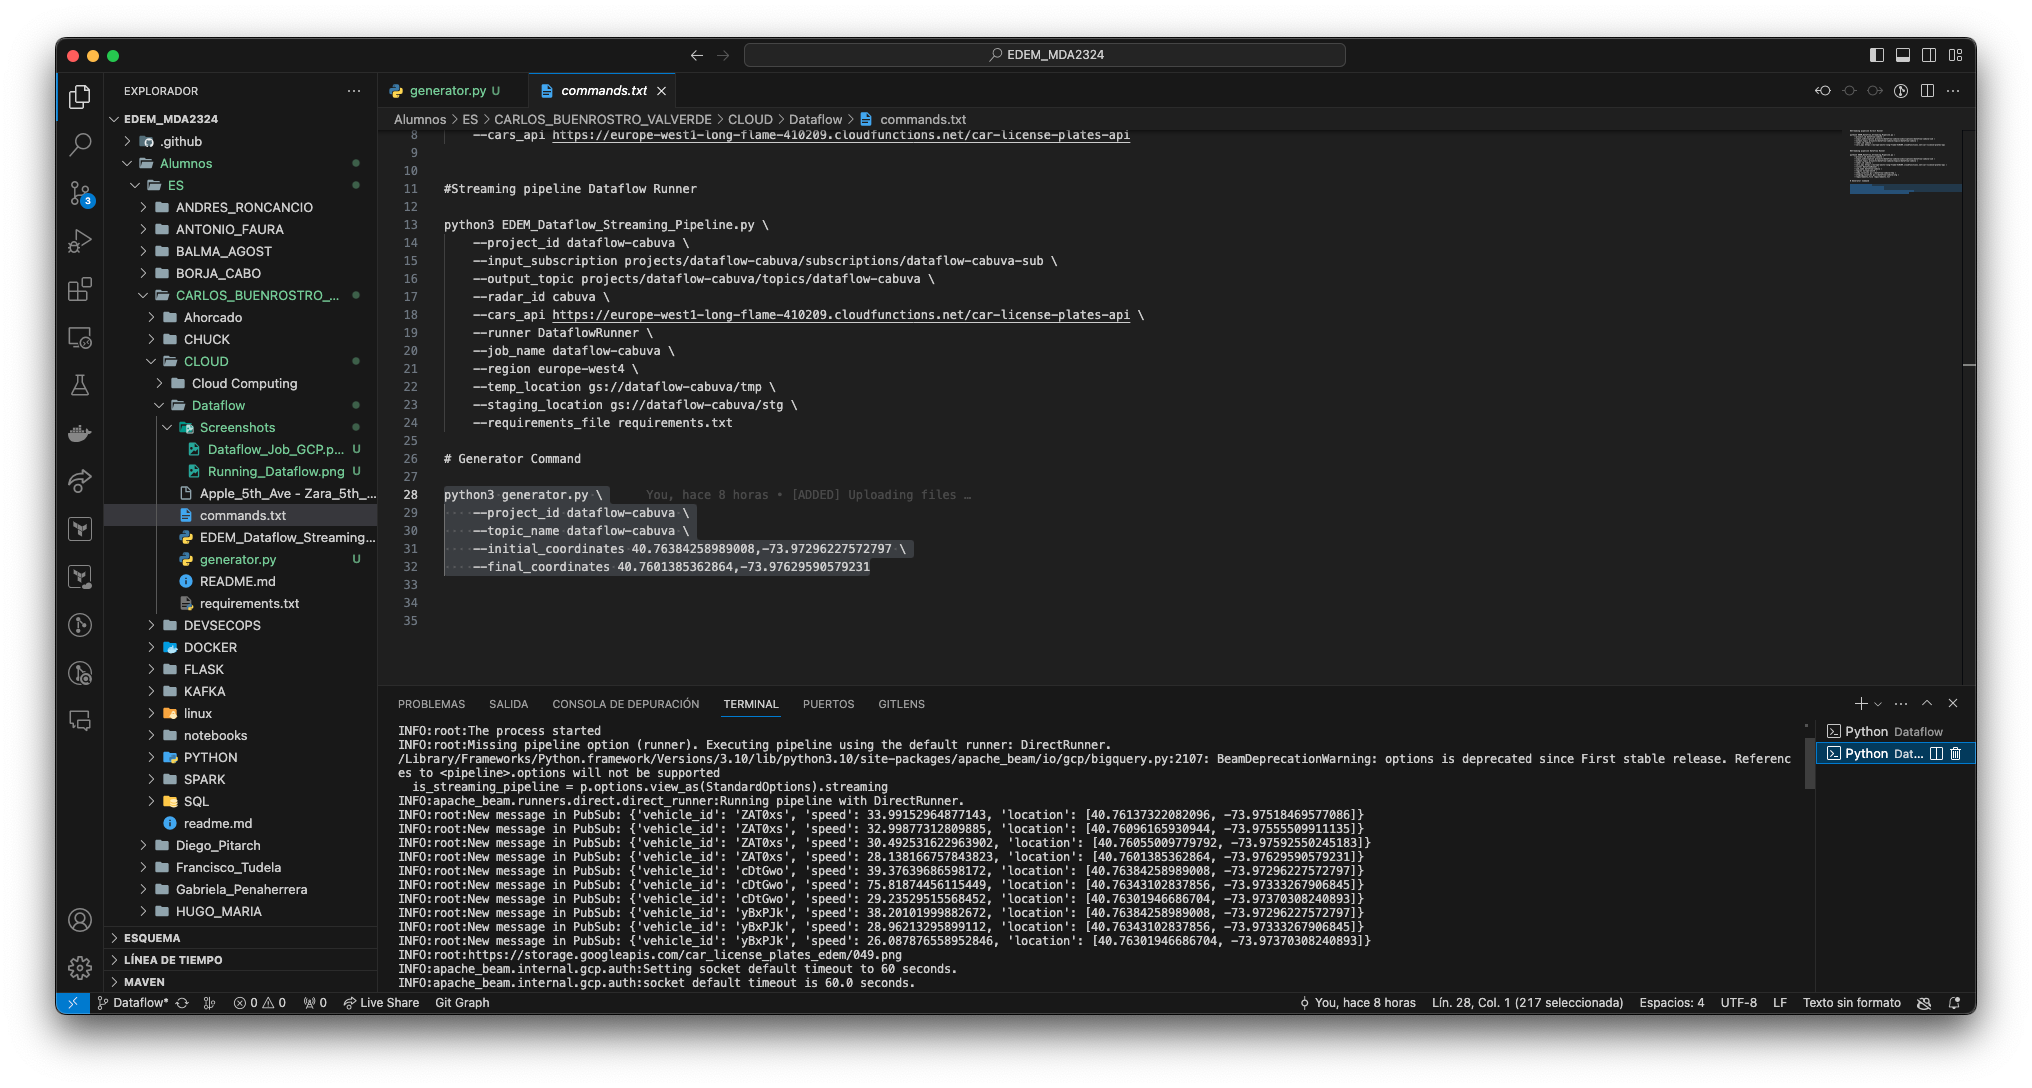 EDEM_MDA2324
EXPLORADOR
EDEM_MDA2324
.github
Alumnos
ES
ANDRES_RONCANCIO
ANTONIO_FAURA
BALMA_AGOST
BORJA_CABO
CARLOS_BUENROSTRO_...
Ahorcado
CHUCK
CLOUD
Cloud Computing
Dataflow
Screenshots
Dataflow_Job_GCP.p... U
Running_Dataflow.png U
Apple_5th_Ave - Zara_5th_...
commands.txt
EDEM_Dataflow_Streaming...
generator.py U
README.md
requirements.txt
DEVSECOPS
DOCKER
FLASK
KAFKA
linux
notebooks
PYTHON
SPARK
SQL
readme.md
Diego_Pitarch
Francisco_Tudela
Gabriela_Penaherrera
HUGO_MARIA
ESQUEMA
LÍNEA DE TIEMPO
MAVEN
3
generator.py U
commands.txt
Alumnos > ES > CARLOS_BUENROSTRO_VALVERDE > CLOUD > Dataflow > commands.txt
8 --cars_api https://europe-west1-long-flame-410209.cloudfunctions.net/car-license-plates-api
9
10
11 #Streaming pipeline Dataflow Runner
12
13 python3 EDEM_Dataflow_Streaming_Pipeline.py \
14 --project_id dataflow-cabuva \
15 --input_subscription projects/dataflow-cabuva/subscriptions/dataflow-cabuva-sub \
16 --output_topic projects/dataflow-cabuva/topics/dataflow-cabuva \
17 --radar_id cabuva \
18 --cars_api https://europe-west1-long-flame-410209.cloudfunctions.net/car-license-plates-api \
19 --runner DataflowRunner \
20 --job_name dataflow-cabuva \
21 --region europe-west4 \
22 --temp_location gs://dataflow-cabuva/tmp \
23 --staging_location gs://dataflow-cabuva/stg \
24 --requirements_file requirements.txt
25
26 # Generator Command
27
28 python3 generator.py \ You, hace 8 horas • [ADDED] Uploading files …
29 --project_id dataflow-cabuva \
30 --topic_name dataflow-cabuva \
31 --initial_coordinates 40.76384258989008,-73.97296227572797 \
32 --final_coordinates 40.7601385362864,-73.97629590579231
33
34
35
PROBLEMAS SALIDA CONSOLA DE DEPURACIÓN TERMINAL PUERTOS GITLENS
INFO:root:The process started
INFO:root:Missing pipeline option (runner). Executing pipeline using the default runner: DirectRunner.
/Library/Frameworks/Python.framework/Versions/3.10/lib/python3.10/site-packages/apache_beam/io/gcp/bigquery.py:2107: BeamDeprecationWarning: options is deprecated since First stable release. Referenc
es to <pipeline>.options will not be supported
is_streaming_pipeline = p.options.view_as(StandardOptions).streaming
INFO:apache_beam.runners.direct.direct_runner:Running pipeline with DirectRunner.
INFO:root:New message in PubSub: {'vehicle_id': 'ZAT0xs', 'speed': 33.99152964877143, 'location': [40.76137322082096, -73.97518469577086]}
INFO:root:New message in PubSub: {'vehicle_id': 'ZAT0xs', 'speed': 32.99877312809885, 'location': [40.76096165930944, -73.97555509911135]}
INFO:root:New message in PubSub: {'vehicle_id': 'ZAT0xs', 'speed': 30.492531622963902, 'location': [40.76055009779792, -73.97592550245183]}
INFO:root:New message in PubSub: {'vehicle_id': 'ZAT0xs', 'speed': 28.138166757843823, 'location': [40.7601385362864, -73.97629590579231]}
INFO:root:New message in PubSub: {'vehicle_id': 'cDtGwo', 'speed': 39.37639686598172, 'location': [40.76384258989008, -73.97296227572797]}
INFO:root:New message in PubSub: {'vehicle_id': 'cDtGwo', 'speed': 75.81874456115449, 'location': [40.76343102837856, -73.97333267906845]}
INFO:root:New message in PubSub: {'vehicle_id': 'cDtGwo', 'speed': 29.23529515568452, 'location': [40.76301946686704, -73.97370308240893]}
INFO:root:New message in PubSub: {'vehicle_id': 'yBxPJk', 'speed': 38.20101999882672, 'location': [40.76384258989008, -73.97296227572797]}
INFO:root:New message in PubSub: {'vehicle_id': 'yBxPJk', 'speed': 28.96213295899112, 'location': [40.76343102837856, -73.97333267906845]}
INFO:root:New message in PubSub: {'vehicle_id': 'yBxPJk', 'speed': 26.087876558952846, 'location': [40.76301946686704, -73.97370308240893]}
INFO:root:https://storage.googleapis.com/car_license_plates_edem/049.png
INFO:apache_beam.internal.gcp.auth:Setting socket default timeout to 60 seconds.
INFO:apache_beam.internal.gcp.auth:socket default timeout is 60.0 seconds.
Python Dataflow
Python Dat...
Dataflow* 0 0 0 Live Share Git Graph You, hace 8 horas Lín. 28, Col. 1 (217 seleccionada) Espacios: 4 UTF-8 LF Texto sin formato